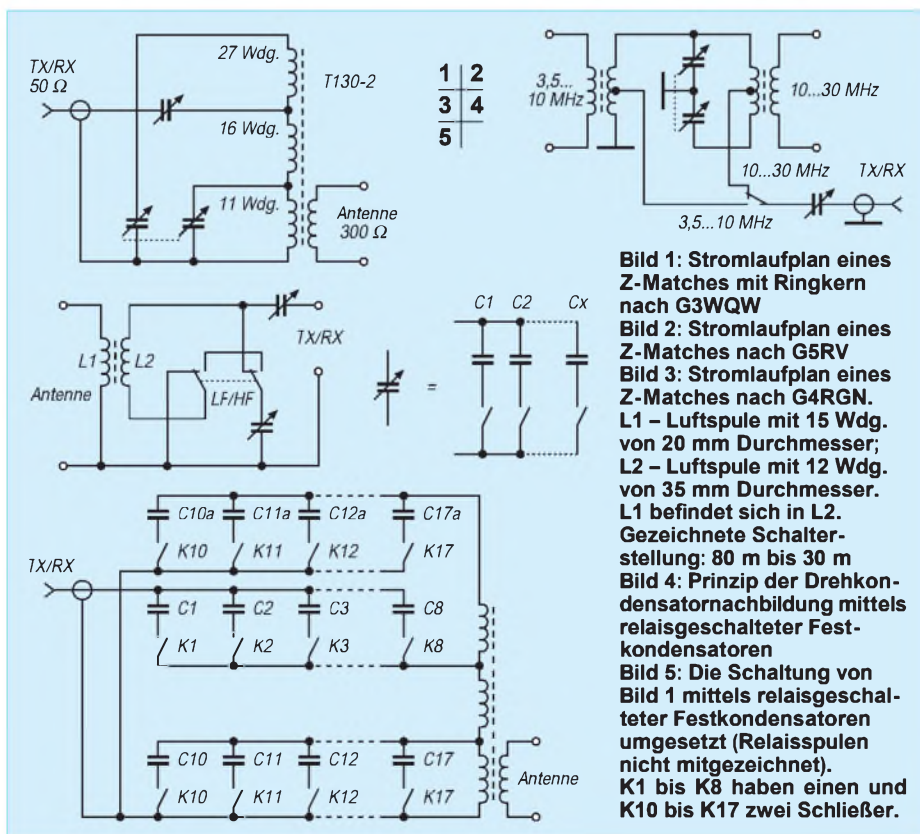 TX/RX
50 Ω
27 Wdg.
T130-2
16 Wdg.
11 Wdg.
Antenne
300 Ω
1 2
3 4
5
3,5...
10 MHz
10...30 MHz
10...30 MHz
TX/RX
3,5...10 MHz
L1
L2
Antenne
LF/HF
TX/RX
=
C1
C2
Cx
C10a
C11a
C12a
C17a
K10
K11
K12
K17
TX/RX
C1
C2
C3
C8
K1
K2
K3
K8
C10
C11
C12
C17
K10
K11
K12
K17
Antenne
Bild 1: Stromlaufplan eines
Z-Matches mit Ringkern
nach G3WQW
Bild 2: Stromlaufplan eines
Z-Matches nach G5RV
Bild 3: Stromlaufplan eines
Z-Matches nach G4RGN.
L1 – Luftspule mit 15 Wdg.
von 20 mm Durchmesser;
L2 – Luftspule mit 12 Wdg.
von 35 mm Durchmesser.
L1 befindet sich in L2.
Gezeichnete Schalter-
stellung: 80 m bis 30 m
Bild 4: Prinzip der Drehkon-
densatornachbildung mittels
relaisgeschalteter Fest-
kondensatoren
Bild 5: Die Schaltung von
Bild 1 mittels relaisgeschal-
teter Festkondensatoren
umgesetzt (Relaisspulen
nicht mitgezeichnet).
K1 bis K8 haben einen und
K10 bis K17 zwei Schließer.